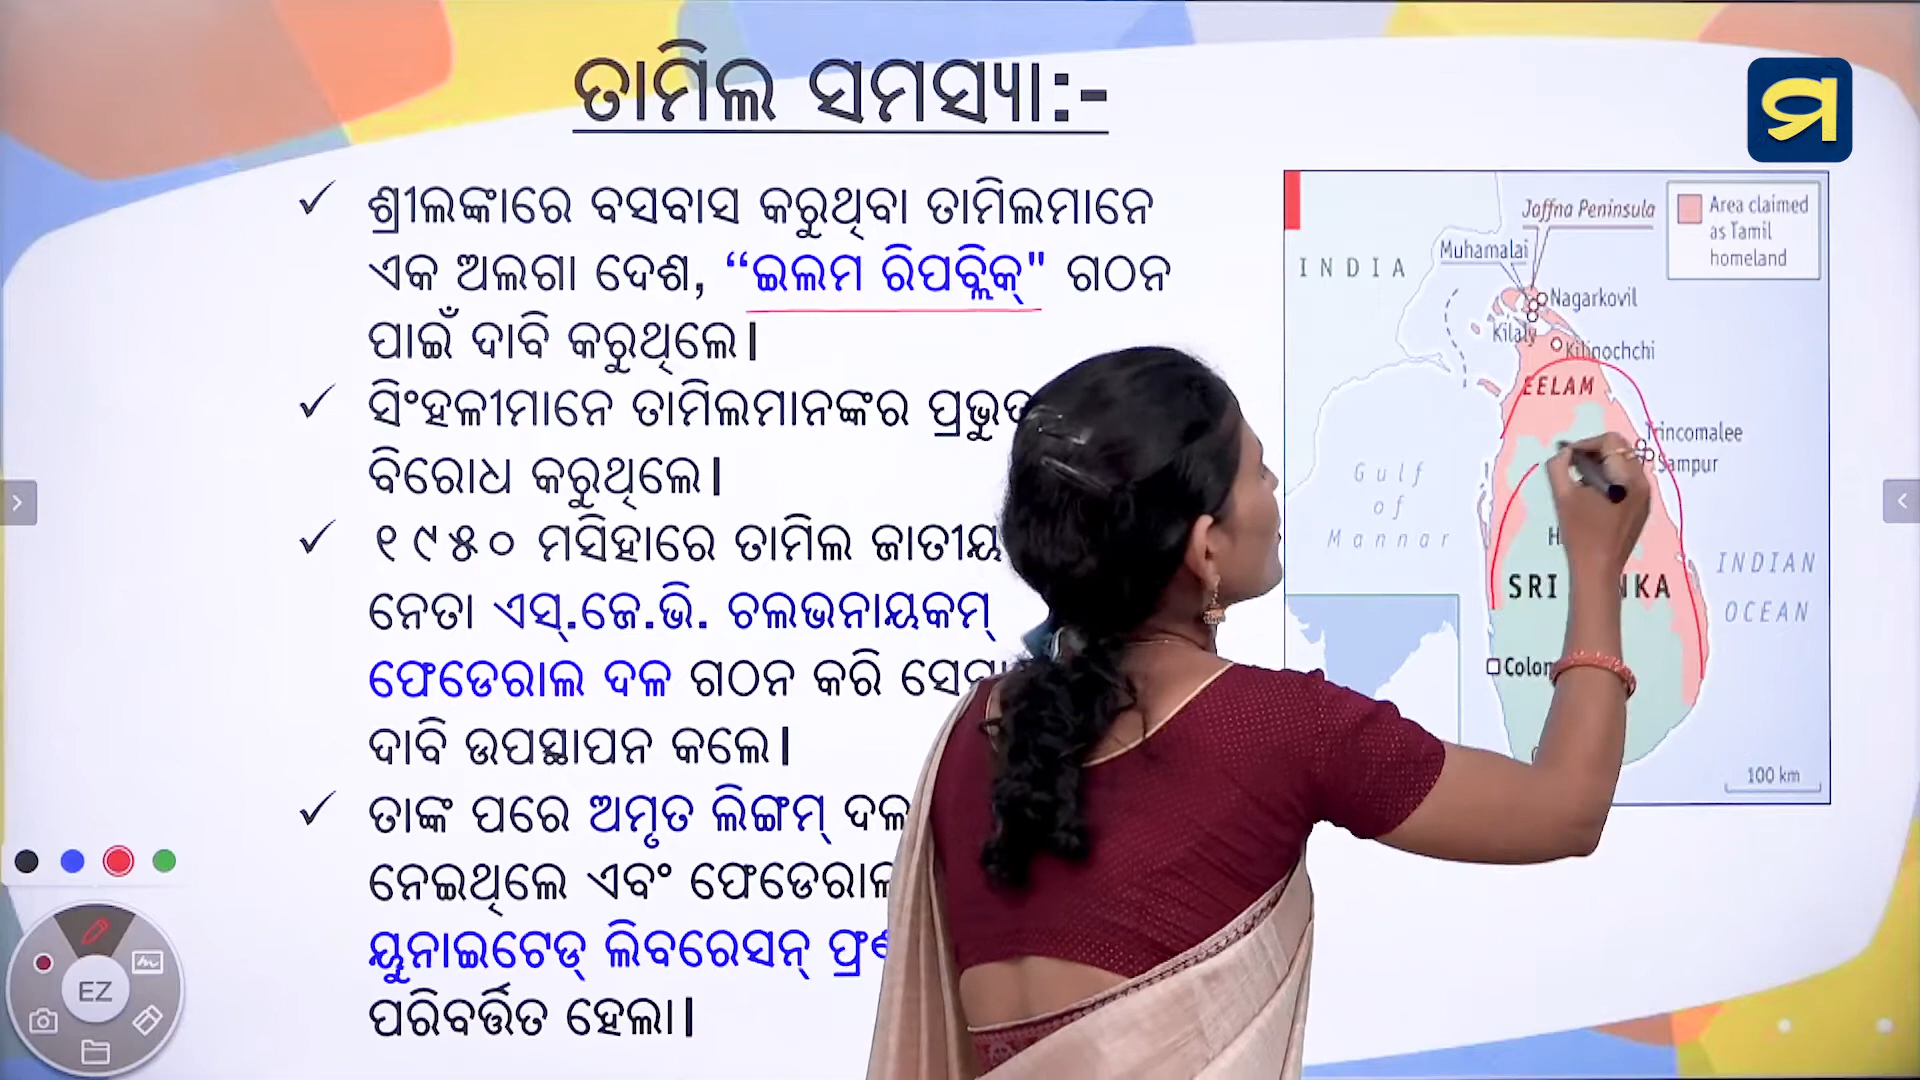 ତାମିଲ ସମସ୍ୟା:-
ମ
✓ ଶ୍ରୀଲଙ୍କାରେ ବସବାସ କରୁଥିବା ତାମିଲମାନେ
ଏକ ଅଲଗା ଦେଶ, “ଇଲମ ରିପବ୍ଲିକ୍" ଗଠନ
ପାଇଁ ଦାବି କରୁଥିଲେ।
✓ ସିଂହଳୀମାନେ ତାମିଲମାନଙ୍କର
ବିରୋଧ କରୁଥିଲେ।
✓ ୧୯୫୦ ମସିହାରେ ତାମିଲ ଜାତୀୟ
ନେତା ଏସ୍.ଜେ.ଭି. ଚଲଭନାୟକମ୍
ଫେଡେରାଲ ଦଳ ଗଠନ କରି
ଦାବି ଉପସ୍ଥାପନ କଲେ।
✓ ତାଙ୍କ ପରେ ଅମୃତ ଲିଙ୍ଗମ୍ ଦଳ
ନେଇଥିଲେ ଏବଂ ଫେଡେରାଲ
ୟୁନାଇଟେଡ୍ ଲିବରେସନ୍
ପରିବର୍ତ୍ତିତ ହେଲା।
Area claimed
as Tamil
homeland
Jaffna Peninsula
Muhamalai
INDIA
Nagarkovil
Kilaly
Kilinochchi
EELAM
Trincomalee
Sampur
Gulf
of
Mannar
INDIAN
OCEAN
SRI
100 km
EZ